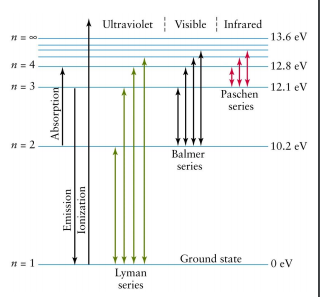 Ultraviolet Visible Infrared
n = ∞ 13.6 eV
n = 4 12.8 eV
n = 3 12.1 eV
Paschen
series
Absorption
n = 2 10.2 eV
Balmer
series
Emission
Ionization
Ground state
n = 1 0 eV
Lyman
series